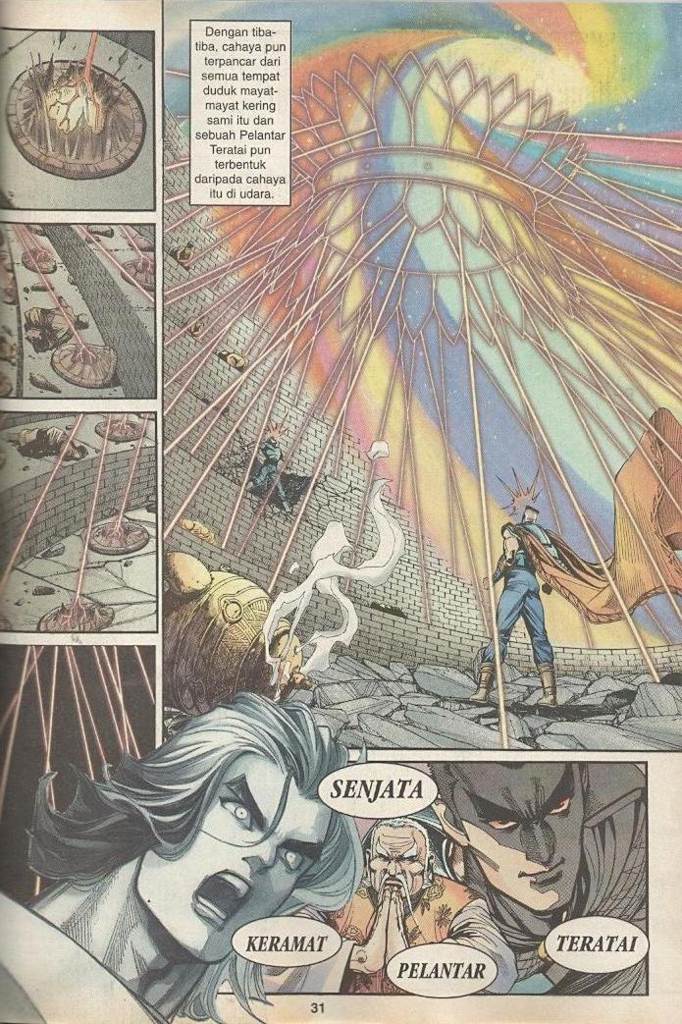 Dengan tiba-
tiba, cahaya pun
terpancar dari
semua tempat
duduk mayat-
mayat kering
sami itu dan
sebuah Pelantar
Teratai pun
terbentuk
daripada cahaya
itu di udara.
SENJATA
KERAMAT
PELANTAR
TERATAI
31